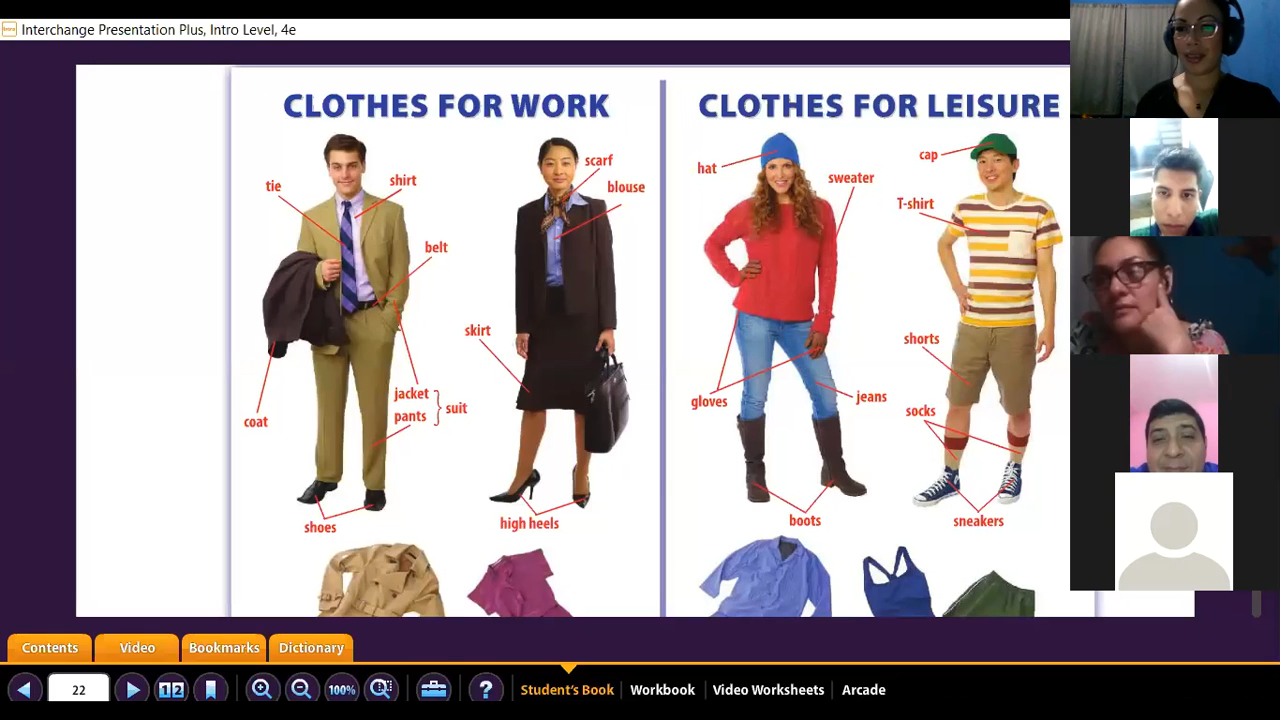 Interchange Presentation Plus, Intro Level, 4e
CLOTHES FOR WORK
CLOTHES FOR LEISURE
tie
shirt
belt
coat
jacket
pants
suit
shoes
scarf
blouse
skirt
high heels
hat
sweater
gloves
jeans
boots
cap
T-shirt
shorts
socks
sneakers
Contents
Video
Bookmarks
Dictionary
22
12
100%
?
Student's Book
Workbook
Video Worksheets
Arcade